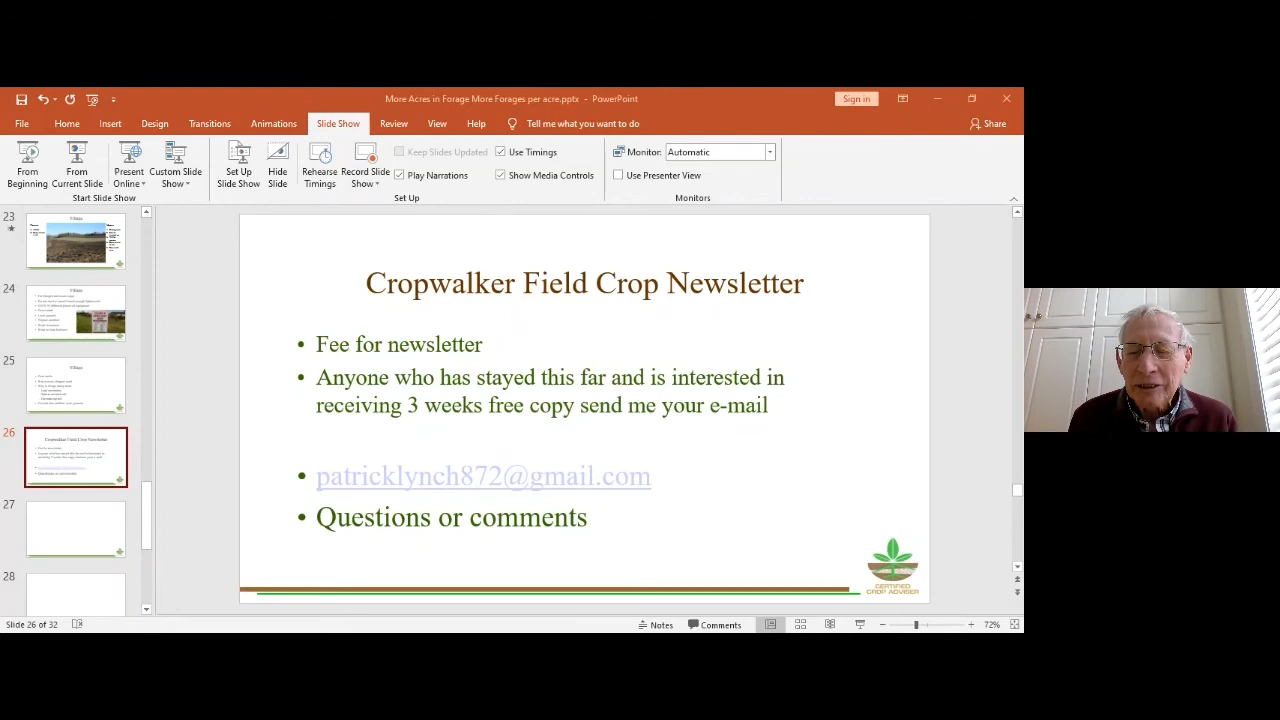 More Acres in Forage More Forages per acre.pptx - PowerPoint
Sign in
File Home Insert Design Transitions Animations Slide Show Review View Help Tell me what you want to do Share
From Beginning
From Current Slide
Present Online
Custom Slide Show
Start Slide Show
Set Up Slide Show
Hide Slide
Rehearse Timings
Record Slide Show
Keep Slides Updated
Play Narrations
Use Timings
Show Media Controls
Set Up
Monitor: Automatic
Use Presenter View
Monitors
23
24
25
26
27
28
Cropwalker Field Crop Newsletter
• Fee for newsletter
• Anyone who has stayed this far and is interested in
receiving 3 weeks free copy send me your e-mail
• patricklynch872@gmail.com
• Questions or comments
CERTIFIED
CROP ADVISER
Slide 26 of 32
Notes Comments 72%